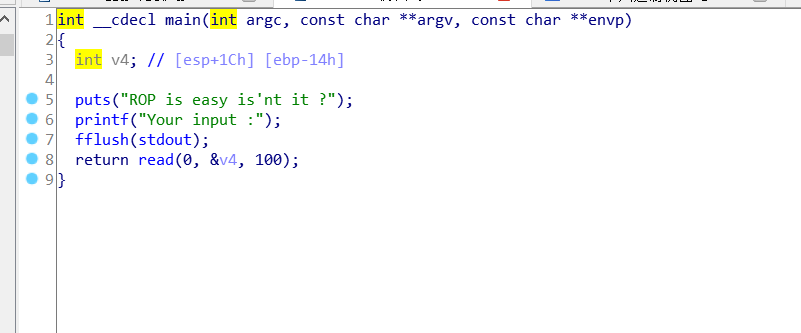 1 int __cdecl main(int argc, const char **argv, const char **envp)
2 {
3   int v4; // [esp+1Ch] [ebp-14h]
4
5   puts("ROP is easy is'nt it ?");
6   printf("Your input :");
7   fflush(stdout);
8   return read(0, &v4, 100);
9 }